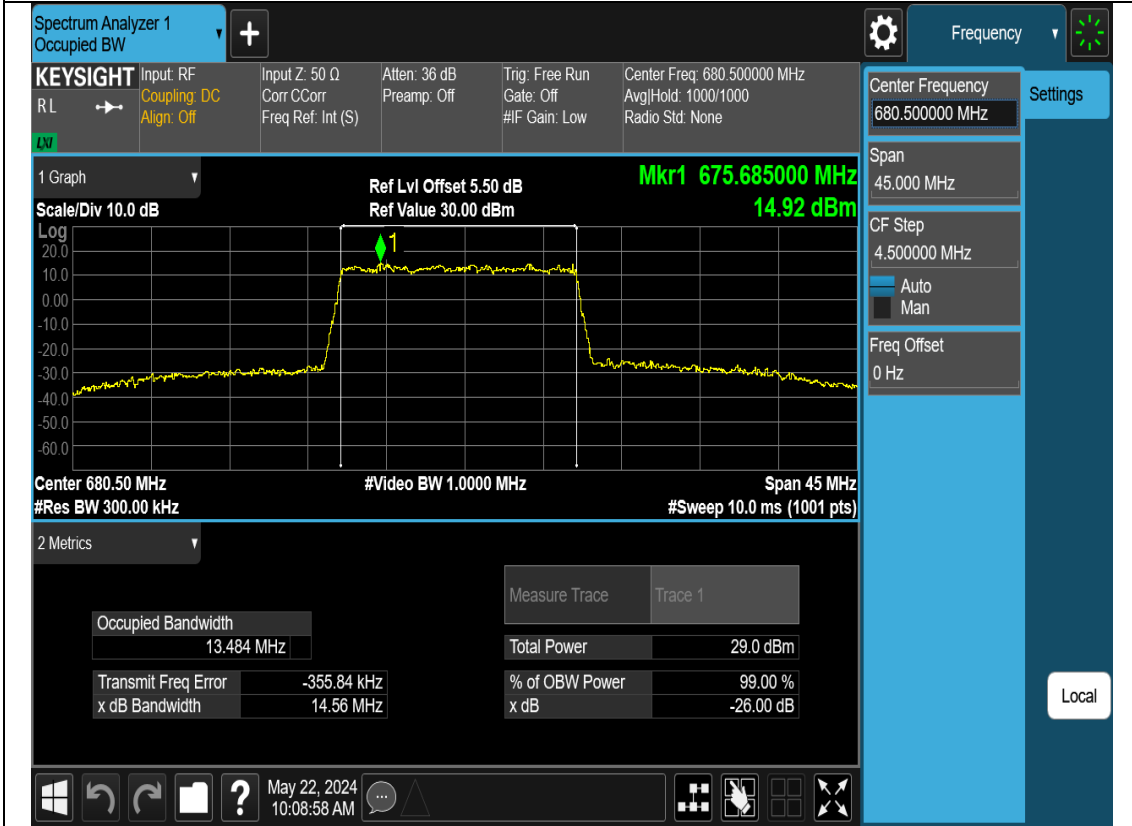 Spectrum Analyzer 1
Occupied BW
+
Frequency
KEYSIGHT
R L
LXI
Input: RF
Coupling: DC
Align: Off
Input Z: 50 Ω
Corr CCorr
Freq Ref: Int (S)
Atten: 36 dB
Preamp: Off
Trig: Free Run
Gate: Off
#IF Gain: Low
Center Freq: 680.500000 MHz
Avg|Hold: 1000/1000
Radio Std: None
Center Frequency
680.500000 MHz
Settings
Span
45.000 MHz
CF Step
4.500000 MHz
Auto
Man
Freq Offset
0 Hz
Local
1 Graph
Scale/Div 10.0 dB
Ref Lvl Offset 5.50 dB
Ref Value 30.00 dBm
Mkr1 675.685000 MHz
14.92 dBm
Log
20.0
10.0
0.00
-10.0
-20.0
-30.0
-40.0
-50.0
-60.0
1
Center 680.50 MHz
#Video BW 1.0000 MHz
Span 45 MHz
#Res BW 300.00 kHz
#Sweep 10.0 ms (1001 pts)
2 Metrics
Measure Trace Trace 1
Occupied Bandwidth
13.484 MHz
Total Power 29.0 dBm
Transmit Freq Error -355.84 kHz
% of OBW Power 99.00 %
x dB Bandwidth 14.56 MHz
x dB -26.00 dB
?
May 22, 2024
10:08:58 AM